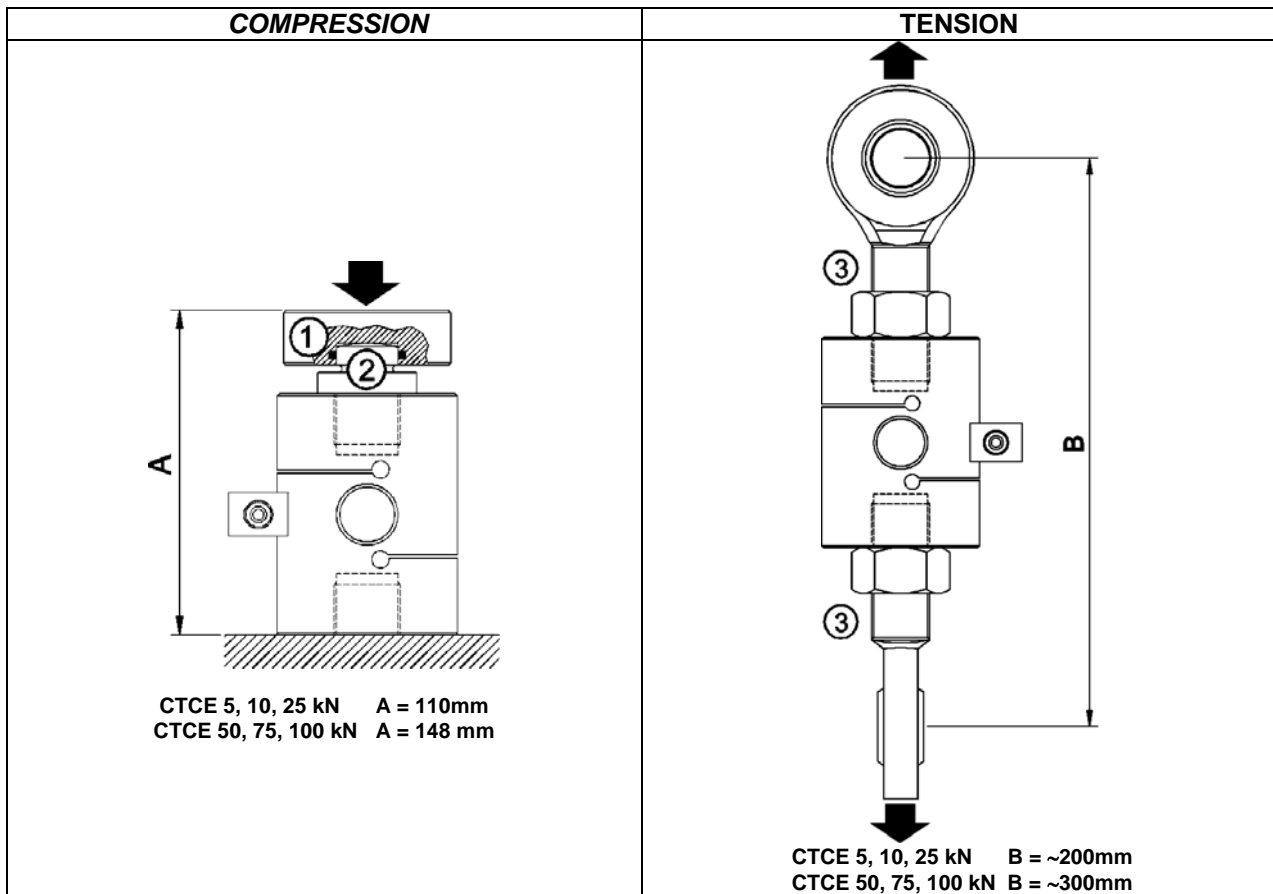 COMPRESSION
TENSION
1
2
A
CTCE 5, 10, 25 kN A = 110mm
CTCE 50, 75, 100 kN A = 148 mm
3
B
3
CTCE 5, 10, 25 kN B = ~200mm
CTCE 50, 75, 100 kN B = ~300mm